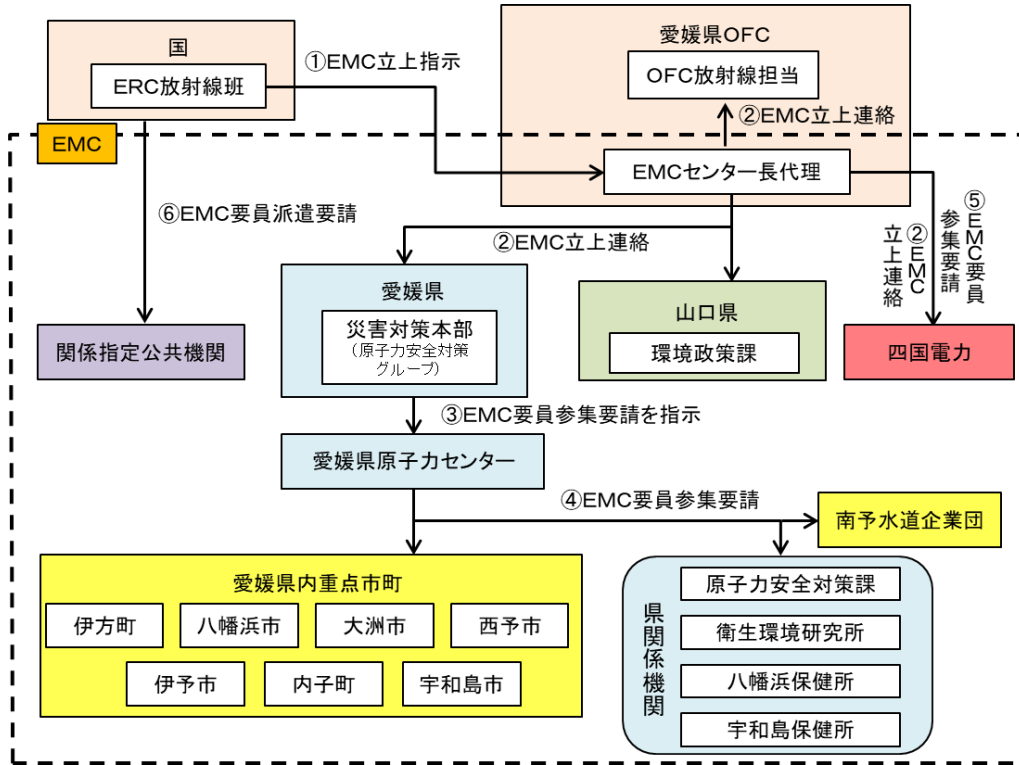 国
ERC放射線班
①EMC立上指示
愛媛県OFC
OFC放射線担当
②EMC立上連絡
EMC
EMCセンター長代理
⑥EMC要員派遣要請
②EMC立上連絡
⑤EMC要員
参集要請
②EMC
立上連絡
愛媛県
災害対策本部
(原子力安全対策
グループ)
山口県
環境政策課
関係指定公共機関
四国電力
③EMC要員参集要請を指示
愛媛県原子力センター
④EMC要員参集要請
南予水道企業団
愛媛県内重点市町
伊方町
八幡浜市
大洲市
西予市
伊予市
内子町
宇和島市
県関係機関
原子力安全対策課
衛生環境研究所
八幡浜保健所
宇和島保健所